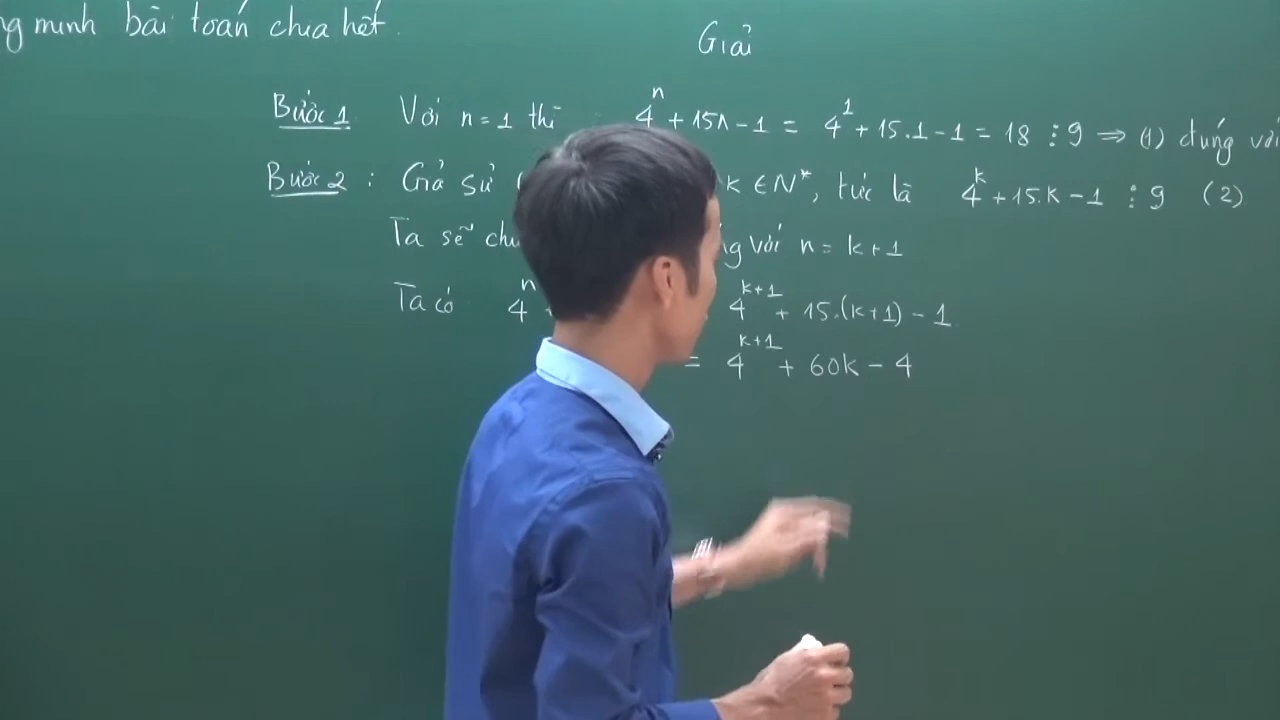 minh bài toán chia hết.
Giải
Bước 1 Với n = 1 thì : 4^n + 15n - 1 = 4^1 + 15.1 - 1 = 18 ⋮ 9 ⇒ (1) đúng với
Bước 2 : Giả sử ( k ∈ N*, tức là 4^k + 15.k - 1 ⋮ 9 (2)
Ta sẽ với n = k + 1
Ta có 4^n 4^{k+1} + 15.(k+1) - 1
= 4^{k+1} + 60k - 4